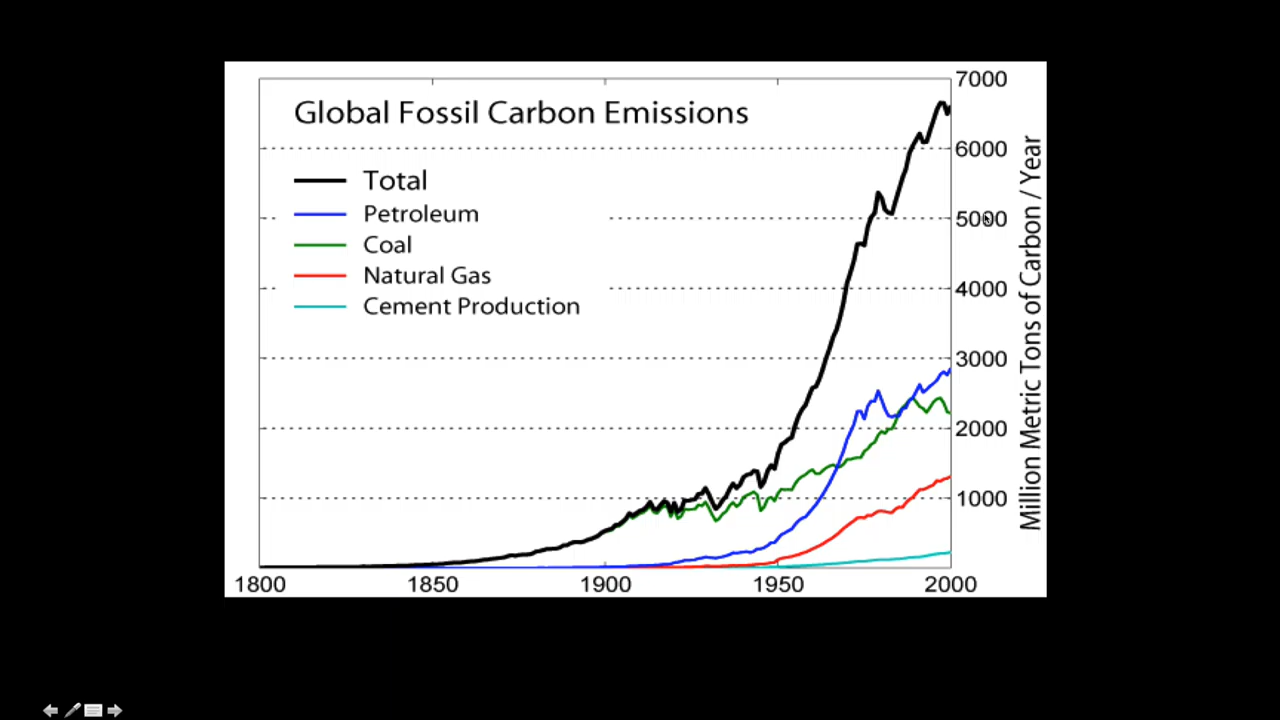 Global Fossil Carbon Emissions
Total
Petroleum
Coal
Natural Gas
Cement Production
7000
6000
5000
4000
3000
2000
1000
Million Metric Tons of Carbon / Year
1800 1850 1900 1950 2000